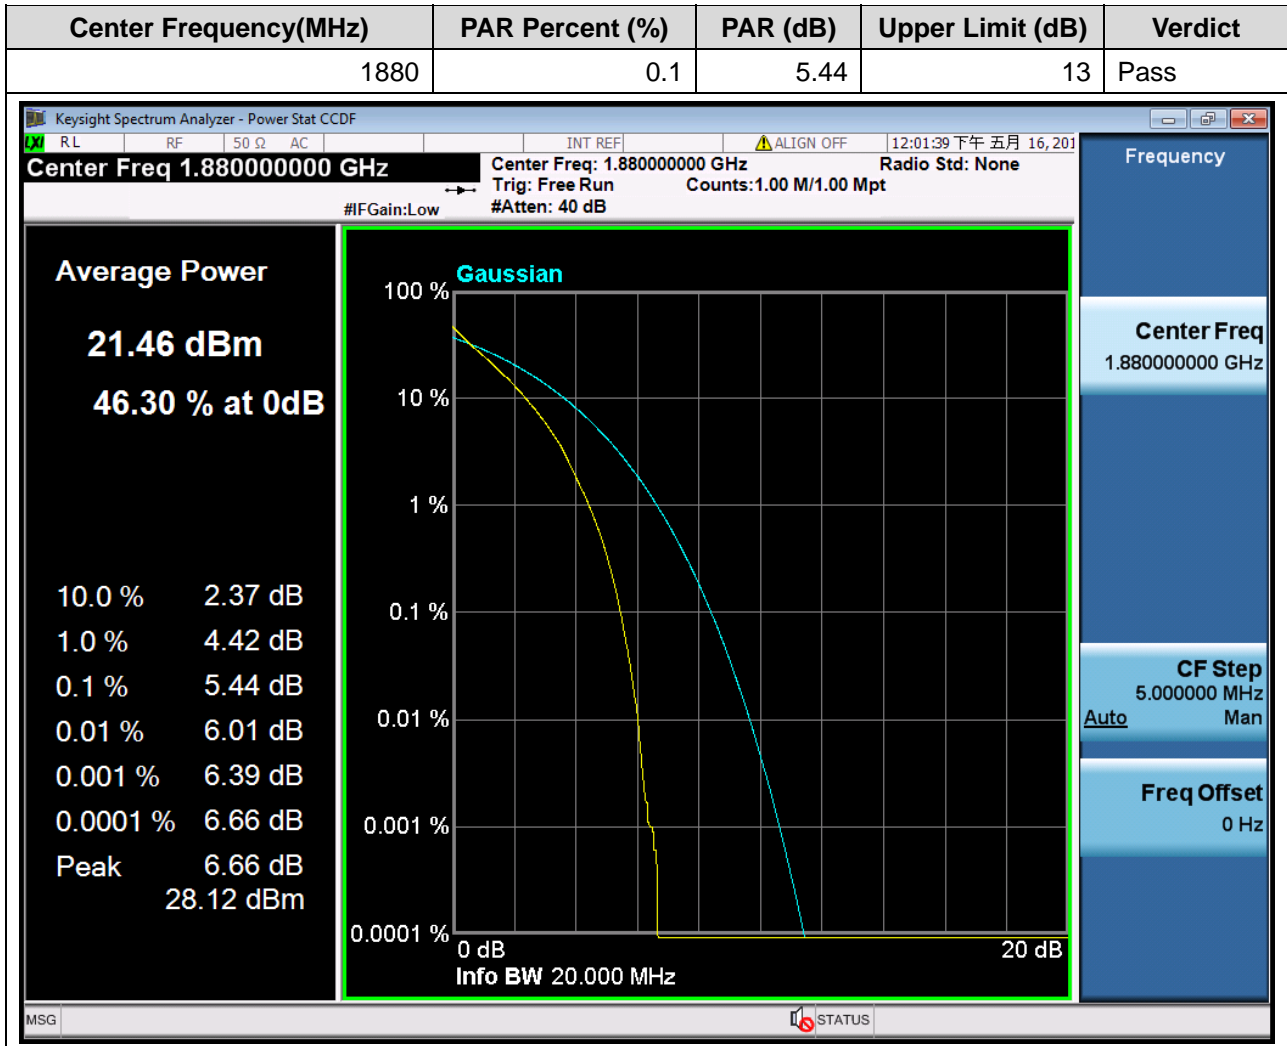 Center Frequency(MHz) PAR Percent (%) PAR (dB) Upper Limit (dB) Verdict
1880 0.1 5.44 13 Pass
Keysight Spectrum Analyzer - Power Stat CCDF
LXI RL RF 50 Ω AC INT REF ALIGN OFF 12:01:39 下午 五月 16, 201
Center Freq 1.880000000 GHz
Center Freq: 1.880000000 GHz Radio Std: None
Trig: Free Run Counts:1.00 M/1.00 Mpt
#IFGain:Low #Atten: 40 dB
Average Power
21.46 dBm
46.30 % at 0dB
10.0 % 2.37 dB
1.0 % 4.42 dB
0.1 % 5.44 dB
0.01 % 6.01 dB
0.001 % 6.39 dB
0.0001 % 6.66 dB
Peak 6.66 dB
28.12 dBm
Gaussian
100 %
10 %
1 %
0.1 %
0.01 %
0.001 %
0.0001 %
0 dB 20 dB
Info BW 20.000 MHz
Frequency
Center Freq
1.880000000 GHz
CF Step
5.000000 MHz
Auto Man
Freq Offset
0 Hz
MSG STATUS